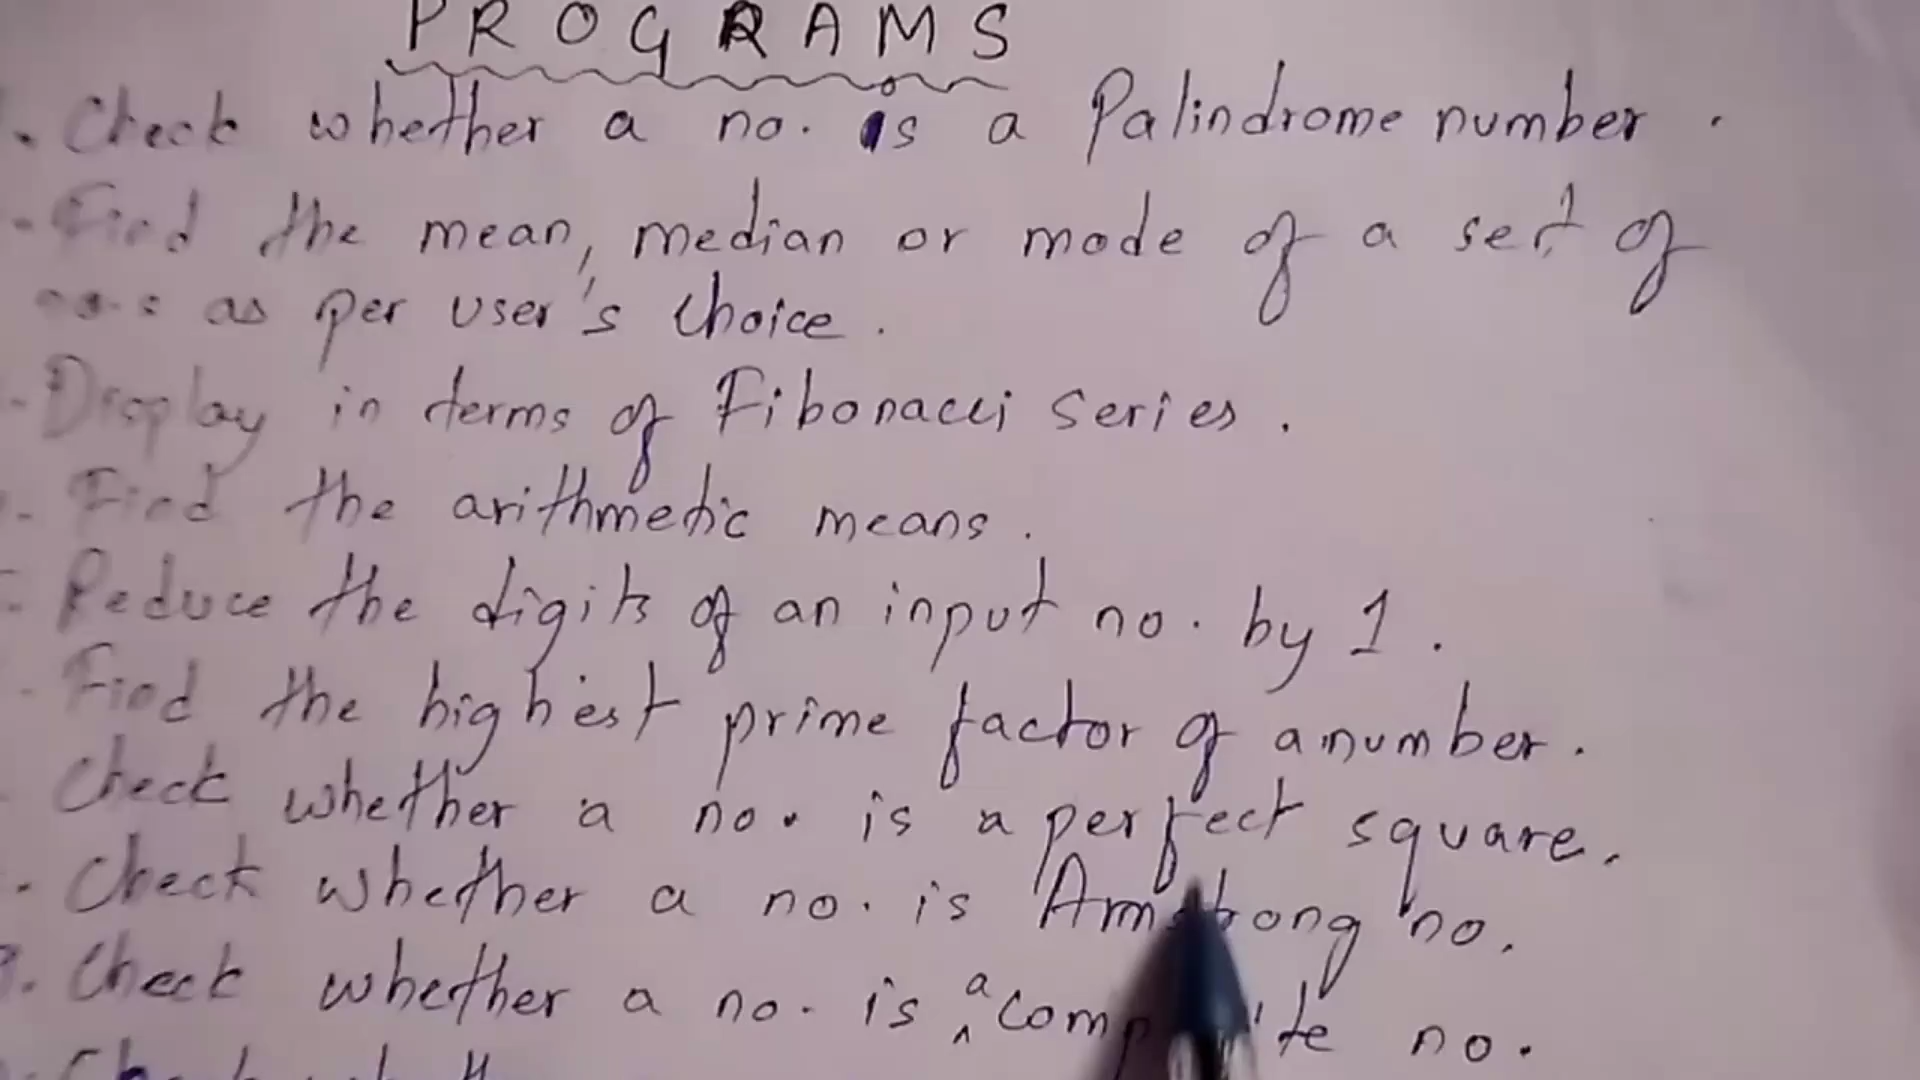 PROGRAMS
. Check whether a no. is a Palindrome number.
- Find the mean, median or mode of a set of
no.s as per user's choice.
- Display in terms of Fibonacci series.
- Find the arithmetic means.
- Reduce the digits of an input no. by 1.
- Find the highest prime factor of a number.
Check whether a no. is a perfect square.
. Check whether a no. is Armstrong no.
9. Check whether a no. is a composite no.